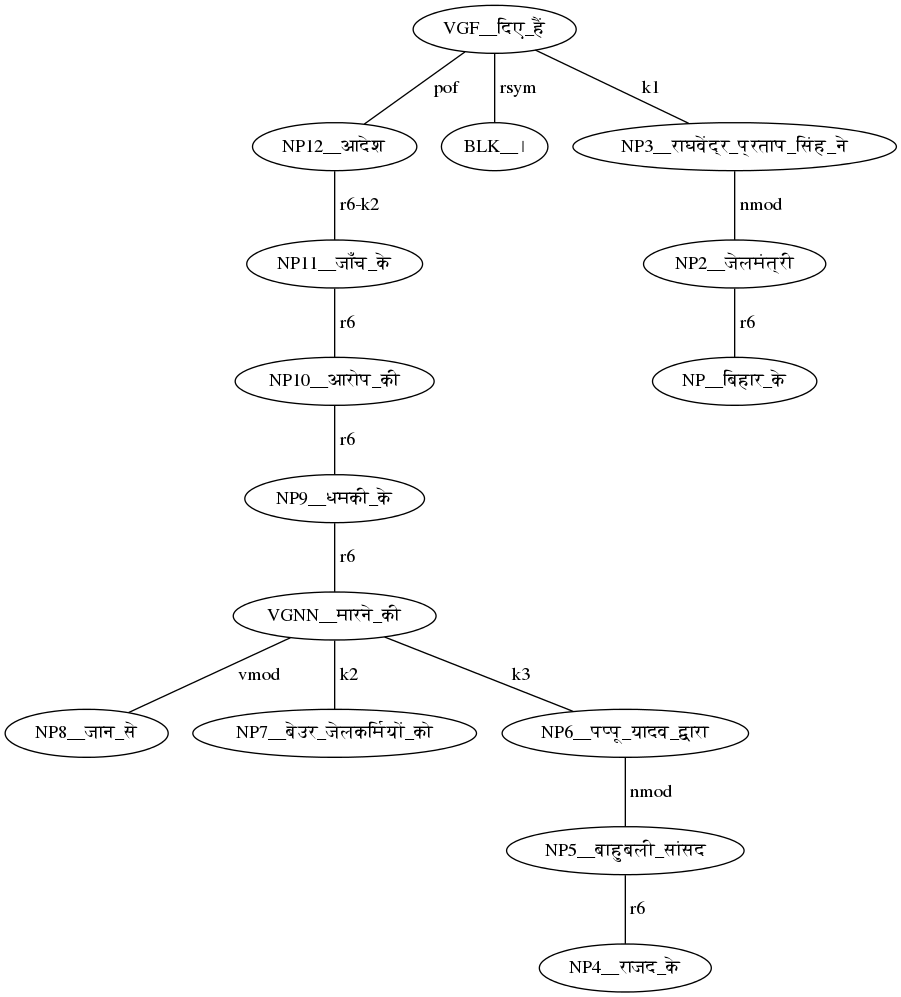 VGF__दिए_हैं
pof
rsym
k1
NP12__आदेश
BLK__।
NP3__राघवेंद्र_प्रताप_सिंह_ने
r6-k2
nmod
NP11__जाँच_के
NP2__जेलमंत्री
r6
r6
NP10__आरोप_की
NP__बिहार_के
r6
NP9__धमकी_के
r6
VGNN__मारने_की
vmod
k2
k3
NP8__जान_से
NP7__बेउर_जेलकर्मियों_को
NP6__पप्पू_यादव_द्वारा
nmod
NP5__बाहुबली_सांसद
r6
NP4__राजद_के